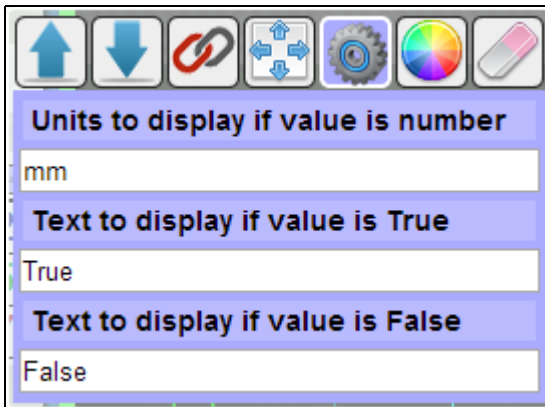 Units to display if value is number
mm
Text to display if value is True
True
Text to display if value is False
False